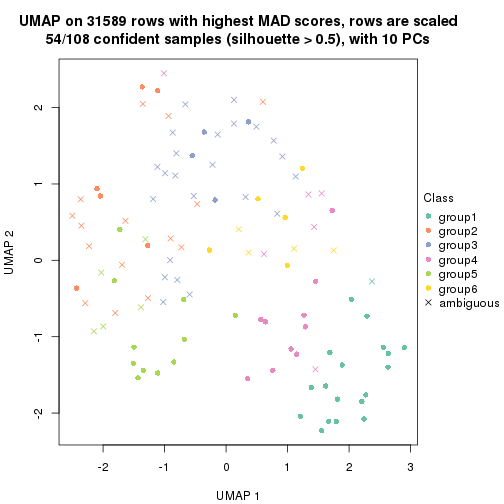 UMAP on 31589 rows with highest MAD scores, rows are scaled
54/108 confident samples (silhouette > 0.5), with 10 PCs
UMAP 2
2
1
0
-1
-2
-2
-1
0
1
2
3
UMAP 1
Class
group1
group2
group3
group4
group5
group6
ambiguous